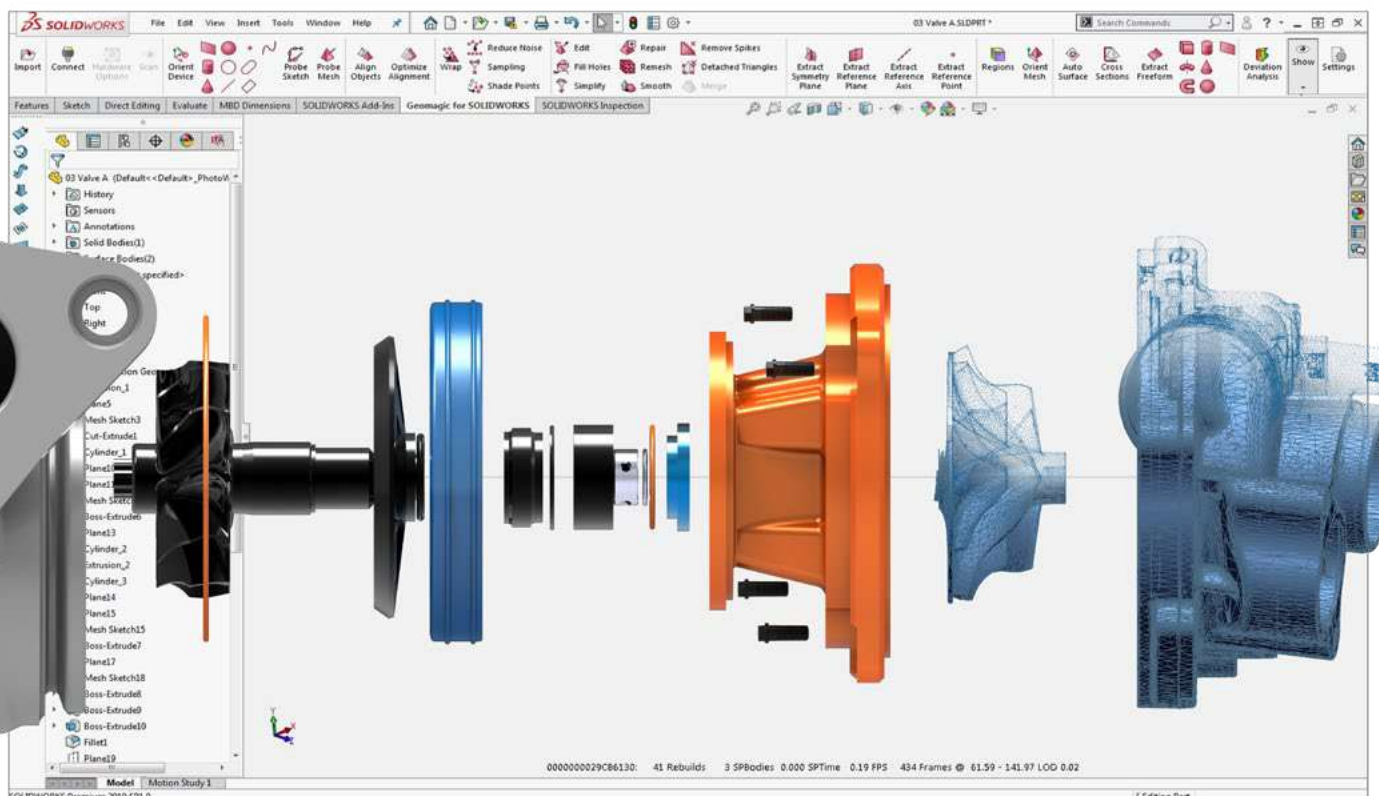 DS SOLIDWORKS File Edit View Insert Tools Window Help 03 Valve A.SLDPRT * Search Commands ?
Import Connect Hardware Options Scan Orient Device Probe Sketch Probe Mesh Align Objects Optimize Alignment Wrap Reduce Noise Edit Repair Remove Spikes Extract Symmetry Plane Extract Reference Plane Extract Reference Axis Extract Reference Point Regions Orient Mesh Auto Surface Cross Sections Extract Freeform Deviation Analysis Show Settings
Sampling Fill Holes Remesh Detached Triangles
Shade Points Simplify Smooth Merge
Features Sketch Direct Editing Evaluate MBD Dimensions SOLIDWORKS Add-Ins Geomagic for SOLIDWORKS SOLIDWORKS Inspection
03 Valve A (Default<<Default>_PhotoW
History
Sensors
Annotations
Solid Bodies(1)
Surface Bodies(2)
specified>
Top
Right
Plane5
Mesh Sketch3
Cut-Extrude1
Cylinder_1
Plane10
Plane11
Boss-Extrude6
Plane13
Cylinder_2
Extrusion_2
Cylinder_3
Plane14
Plane15
Mesh Sketch15
Boss-Extrude7
Plane17
Mesh Sketch18
Boss-Extrude8
Boss-Extrude9
Boss-Extrude10
Fillet1
Plane19
Y X Z
0000000029CB6130: 41 Rebuilds 3 SPBodies 0.000 SPTime 0.19 FPS 434 Frames @ 61.59 - 141.97 LOD 0.02
Model Motion Study 1